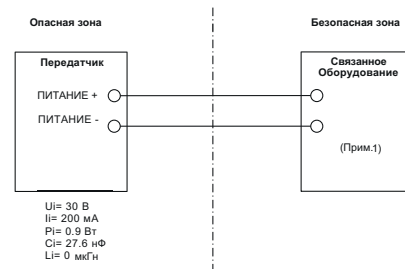 Опасная зона
Безопасная зона
Передатчик
ПИТАНИЕ +
ПИТАНИЕ -
Связанное
Оборудование
(Прим.1)
Ui= 30 В
Ii= 200 мА
Pi= 0.9 Вт
Ci= 27.6 нФ
Li= 0 мкГн